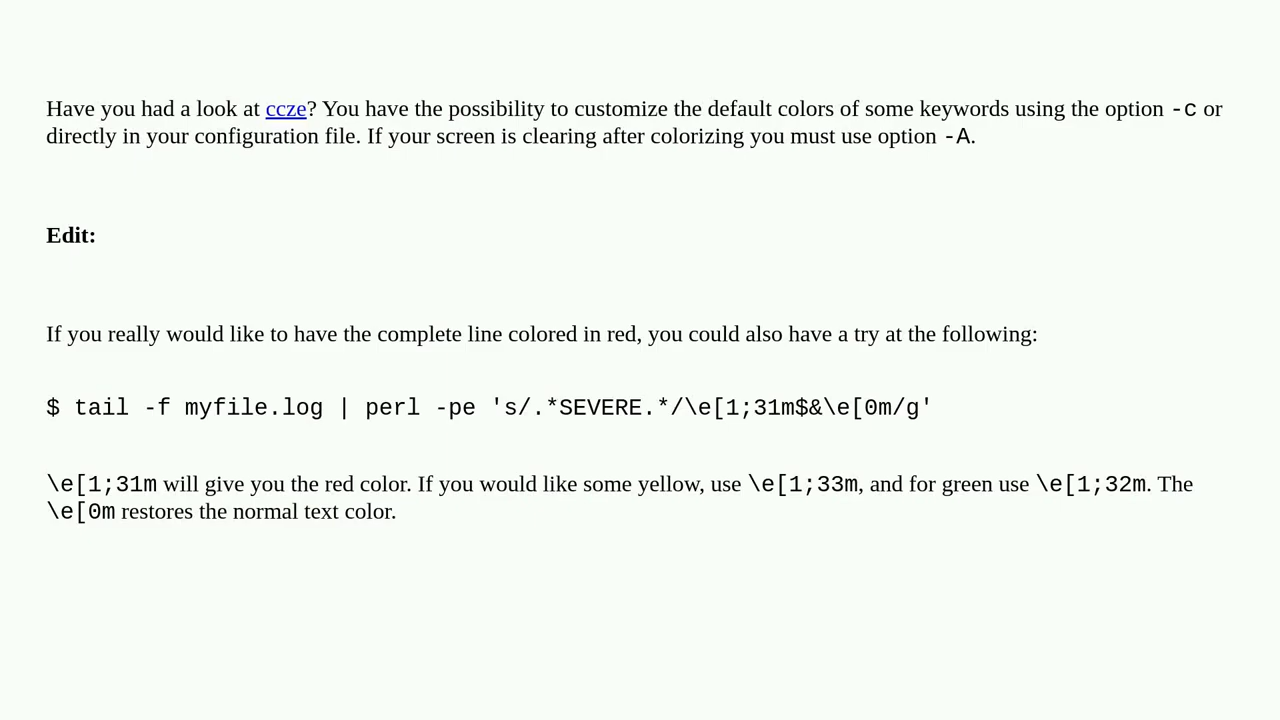 Have you had a look at ccze? You have the possibility to customize the default colors of some keywords using the option -c or
directly in your configuration file. If your screen is clearing after colorizing you must use option -A.
Edit:
If you really would like to have the complete line colored in red, you could also have a try at the following:
$ tail -f myfile.log | perl -pe 's/.*SEVERE.*/\e[1;31m$&\e[0m/g'
\e[1;31m will give you the red color. If you would like some yellow, use \e[1;33m, and for green use \e[1;32m. The
\e[0m restores the normal text color.